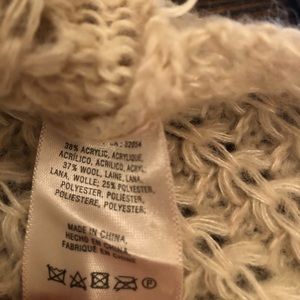 38% ACRYLIC, ACRYLIQUE,
ACRILICO, ACRILICO, ACRYL,
37% WOOL, LAINE, LANA,
LANA, WOLLE, 25% POLYESTER,
POLYESTER, POLIESTER,
POLIESTERE, POLYESTER,
MADE IN CHINA,
HECHO EN CHINA,
FABRIQUE EN CHINE
P